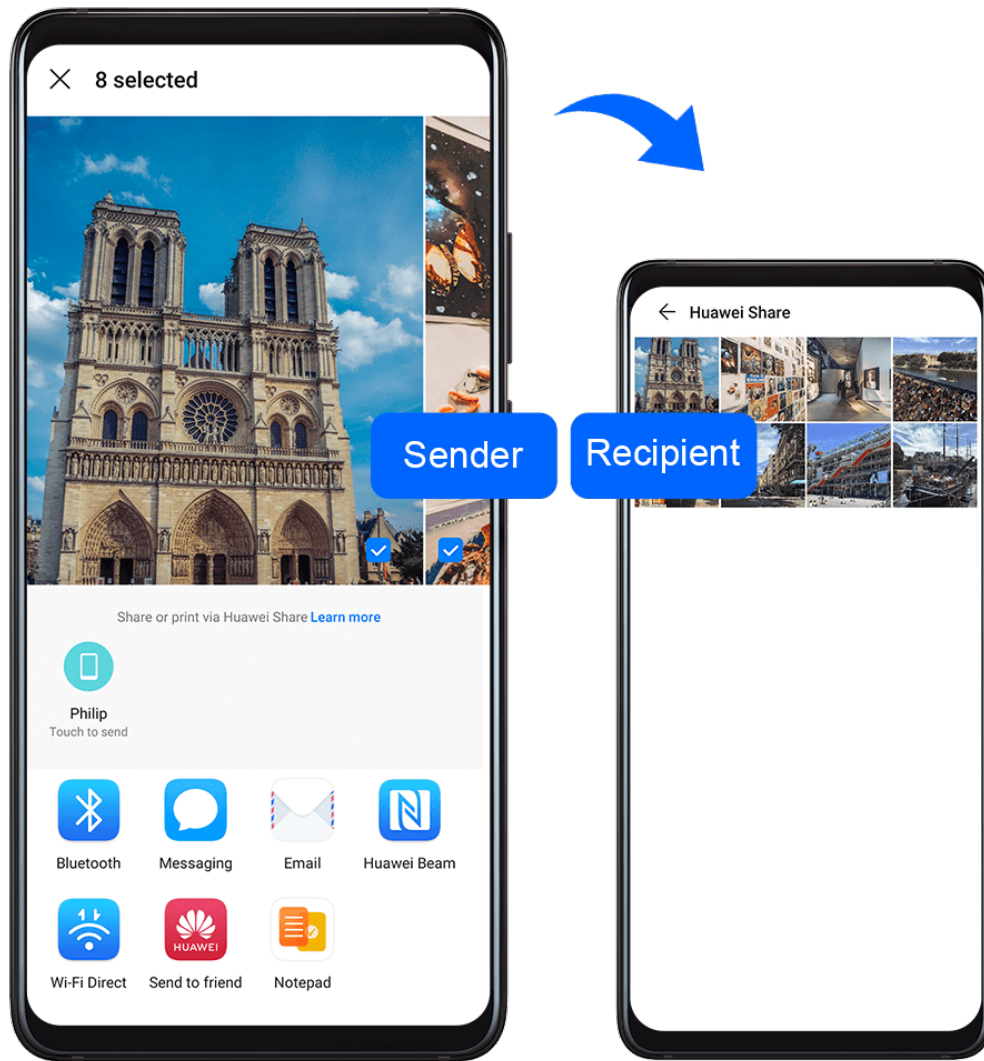 8 selected
Share or print via Huawei Share Learn more
Philip
Touch to send
Bluetooth
Messaging
Email
Huawei Beam
Wi-Fi Direct
HUAWEI
Send to friend
Notepad
Sender
Recipient
Huawei Share